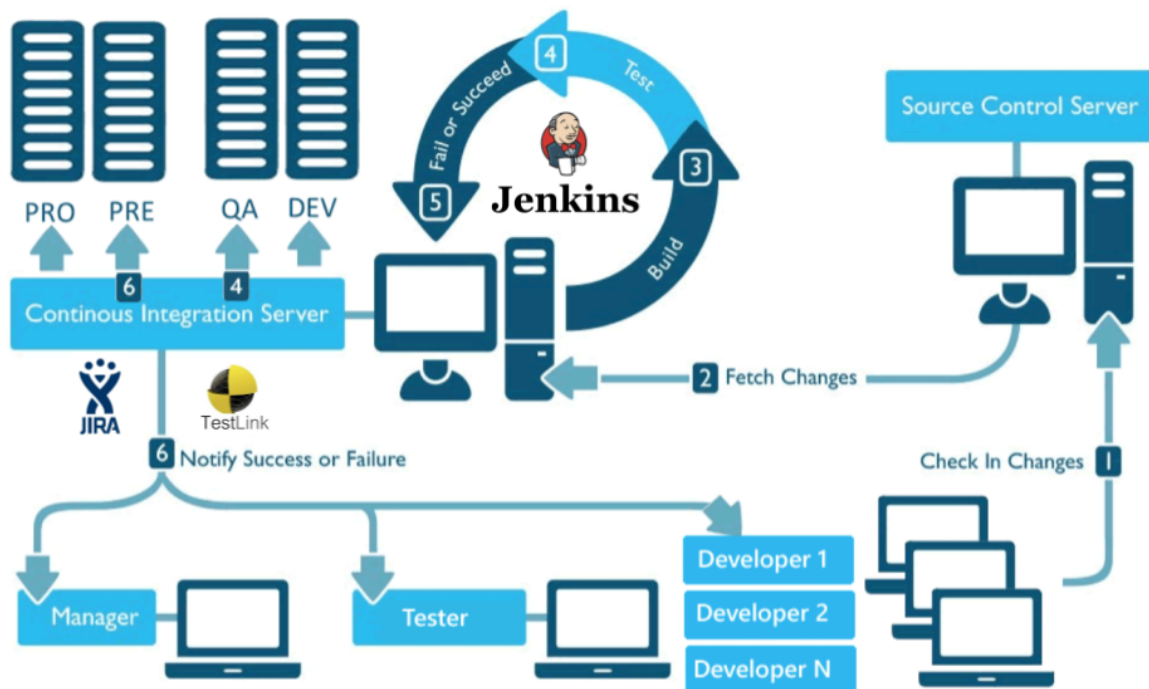 4
Test
Fail or Succeed
Source Control Server
3
5
Jenkins
PRO PRE QA DEV
Build
6 4
Continous Integration Server
2 Fetch Changes
JIRA
TestLink
6 Notify Success or Failure
Check In Changes 1
Developer 1
Manager
Tester
Developer 2
Developer N